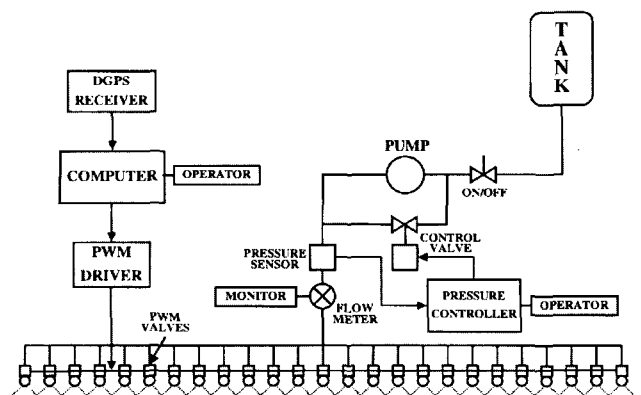 TANK
DGPS
RECEIVER
PUMP
COMPUTER
OPERATOR
ON/OFF
CONTROL
VALVE
PRESSURE
SENSOR
PWM
DRIVER
MONITOR
FLOW
METER
PRESSURE
CONTROLLER
OPERATOR
PWM
VALVES